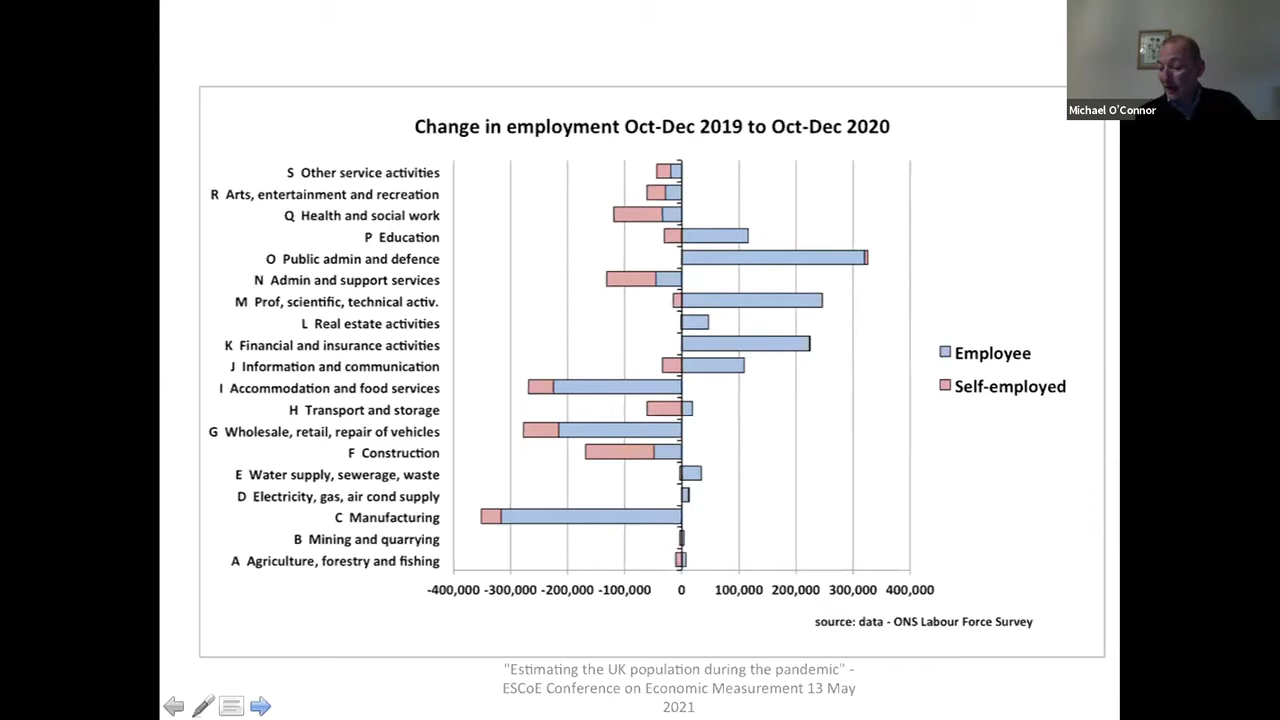 Michael O'Connor
Change in employment Oct-Dec 2019 to Oct-Dec 2020
S Other service activities
R Arts, entertainment and recreation
Q Health and social work
P Education
O Public admin and defence
N Admin and support services
M Prof, scientific, technical activ.
L Real estate activities
K Financial and insurance activities
J Information and communication
I Accommodation and food services
H Transport and storage
G Wholesale, retail, repair of vehicles
F Construction
E Water supply, sewerage, waste
D Electricity, gas, air cond supply
C Manufacturing
B Mining and quarrying
A Agriculture, forestry and fishing
Employee
Self-employed
-400,000 -300,000 -200,000 -100,000 0 100,000 200,000 300,000 400,000
source: data - ONS Labour Force Survey
"Estimating the UK population during the pandemic" -
ESCoE Conference on Economic Measurement 13 May
2021